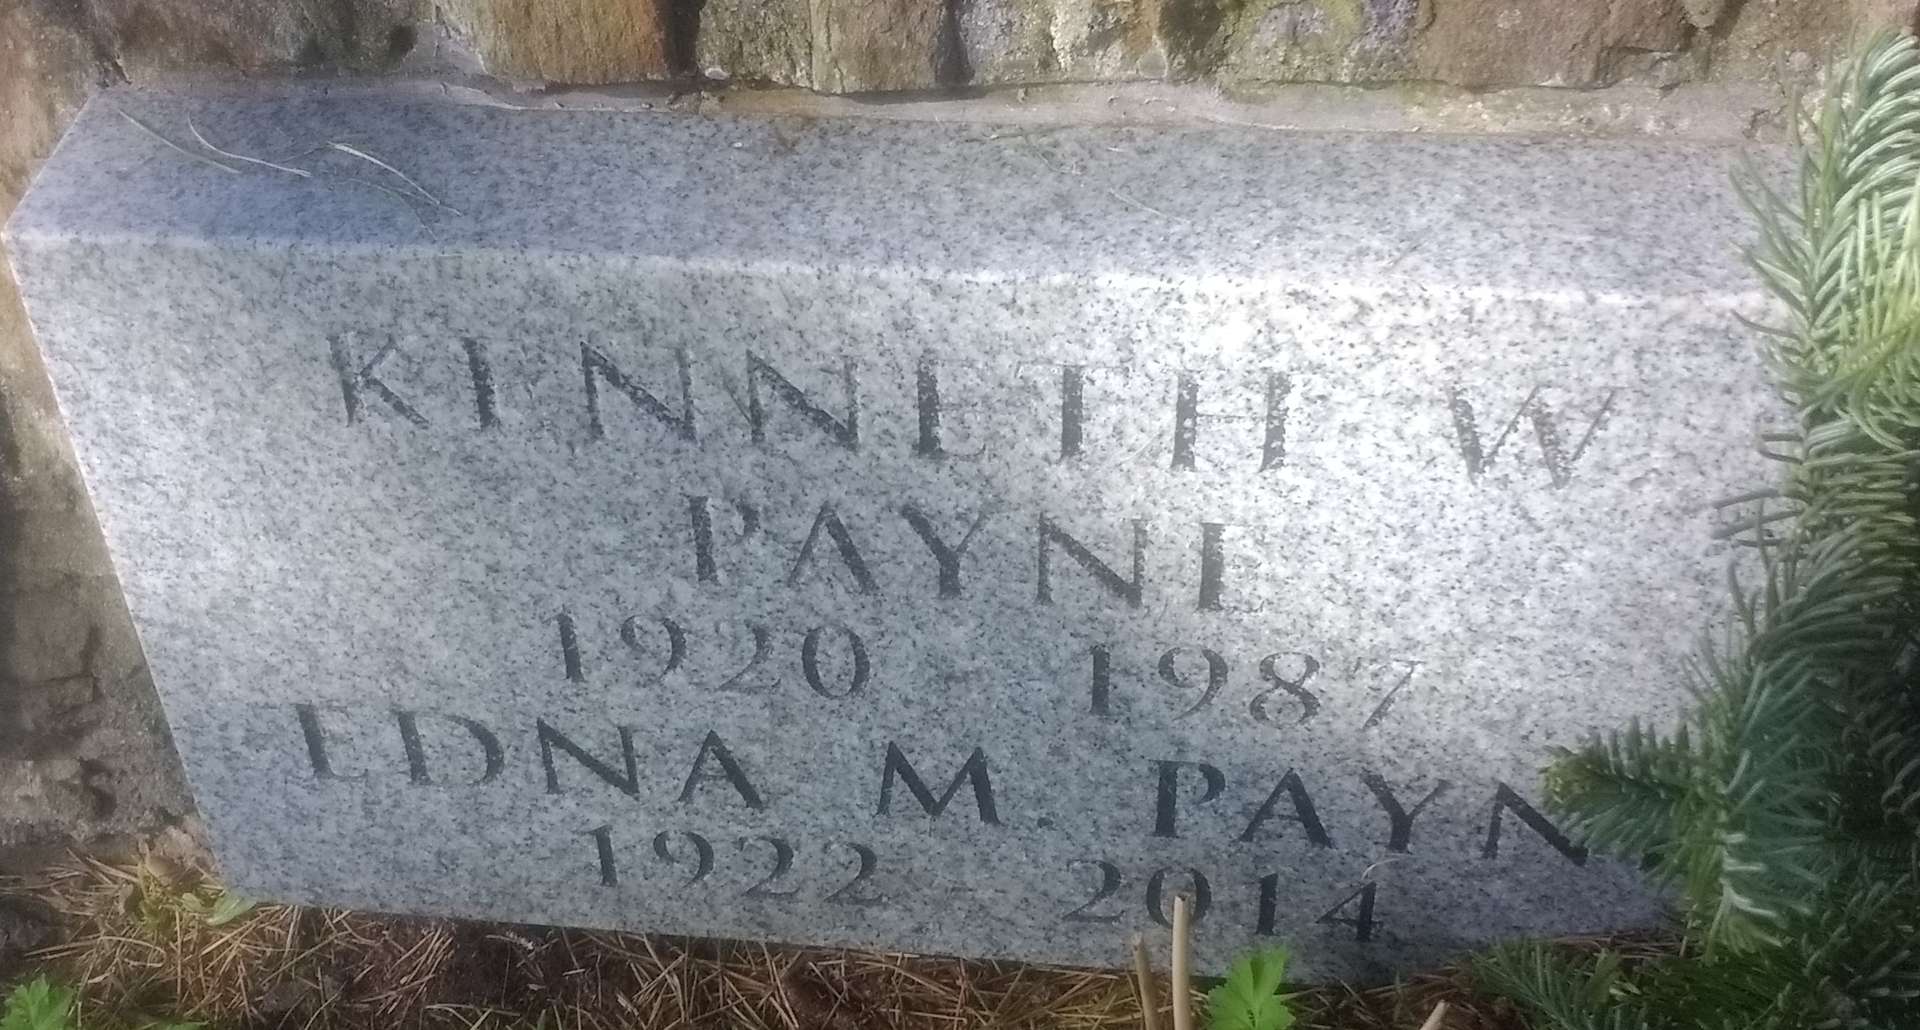 KENNETH W
PAYNE
1920 1987
EDNA M. PAYN
1922 - 2014